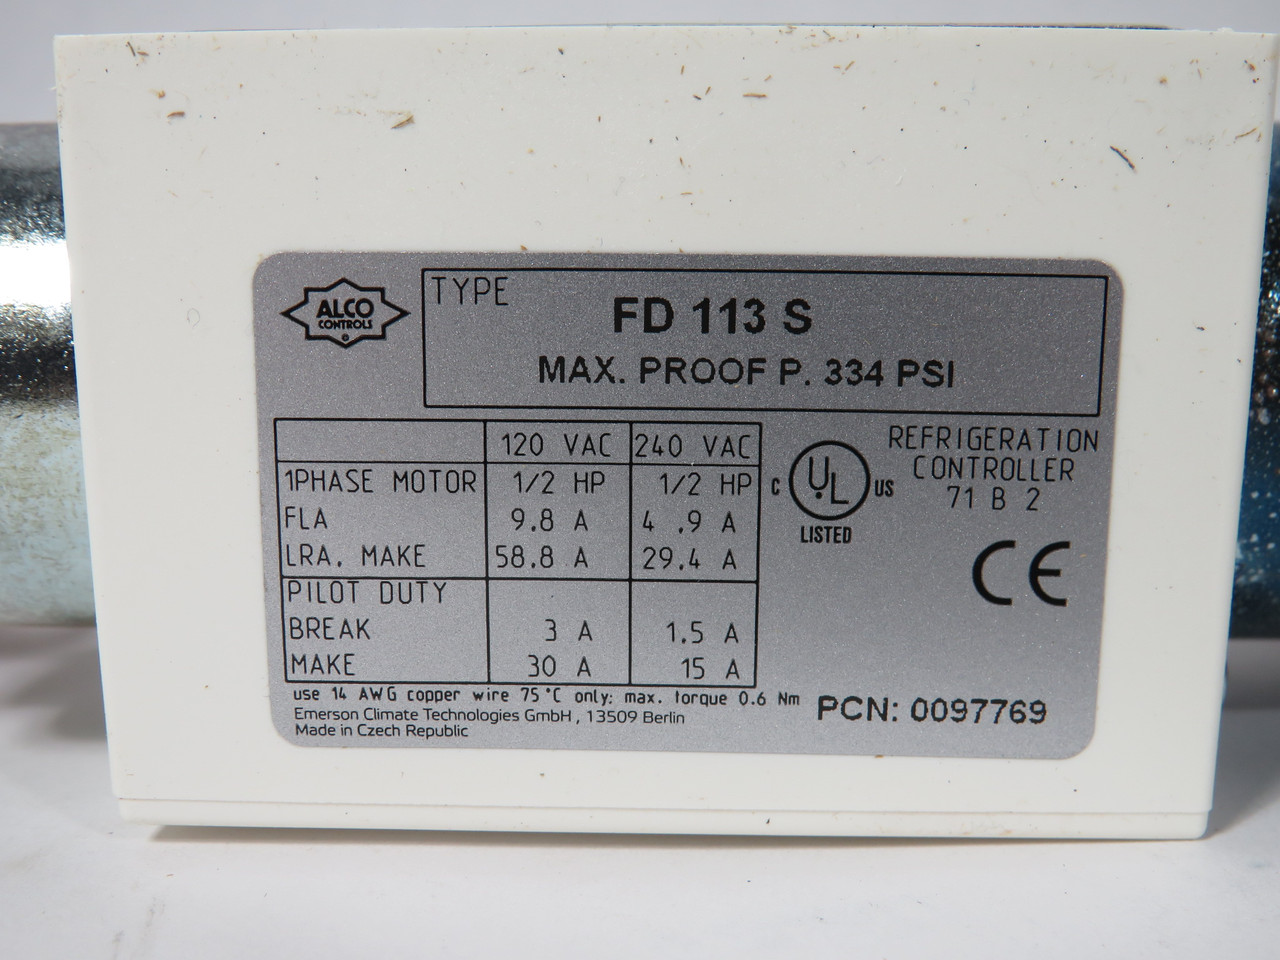 ALCO
CONTROLS
TYPE
FD 113 S
MAX. PROOF P. 334 PSI
120 VAC 240 VAC
1PHASE MOTOR 1/2 HP 1/2 HP
FLA 9.8 A 4 .9 A
LRA, MAKE 58.8 A 29.4 A
PILOT DUTY
BREAK 3 A 1.5 A
MAKE 30 A 15 A
C UL US
LISTED
REFRIGERATION
CONTROLLER
71 B 2
CE
use 14 AWG copper wire 75°C only; max. torque 0.6 Nm
Emerson Climate Technologies GmbH , 13509 Berlin
Made in Czech Republic
PCN: 0097769